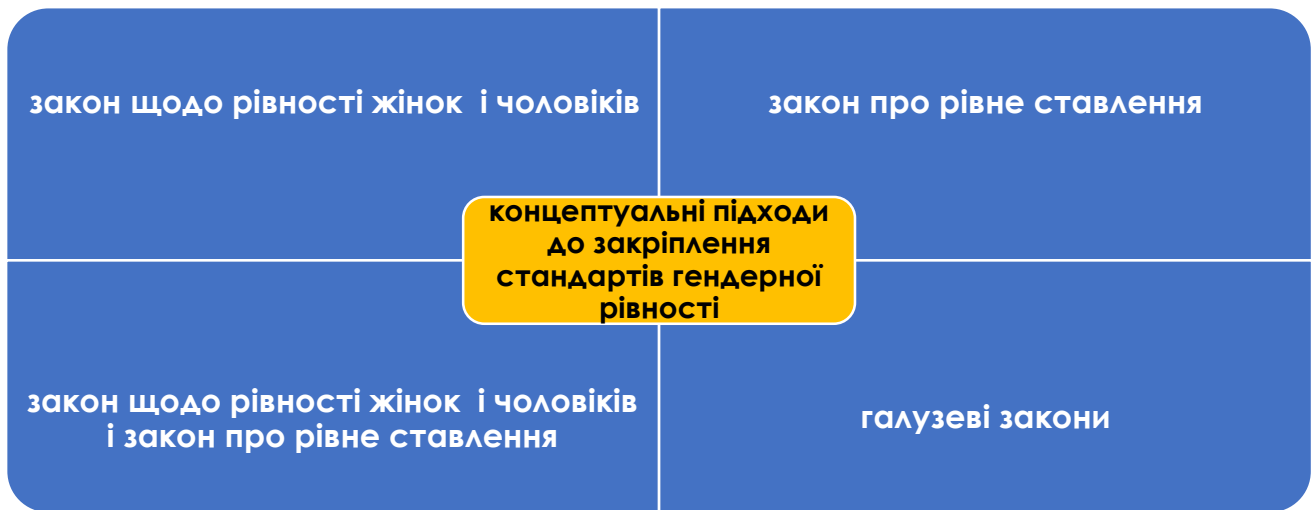 закон щодо рівності жінок і чоловіків
закон про рівне ставлення
концептуальні підходи
до закріплення
стандартів гендерної
рівності
закон щодо рівності жінок і чоловіків
і закон про рівне ставлення
галузеві закони